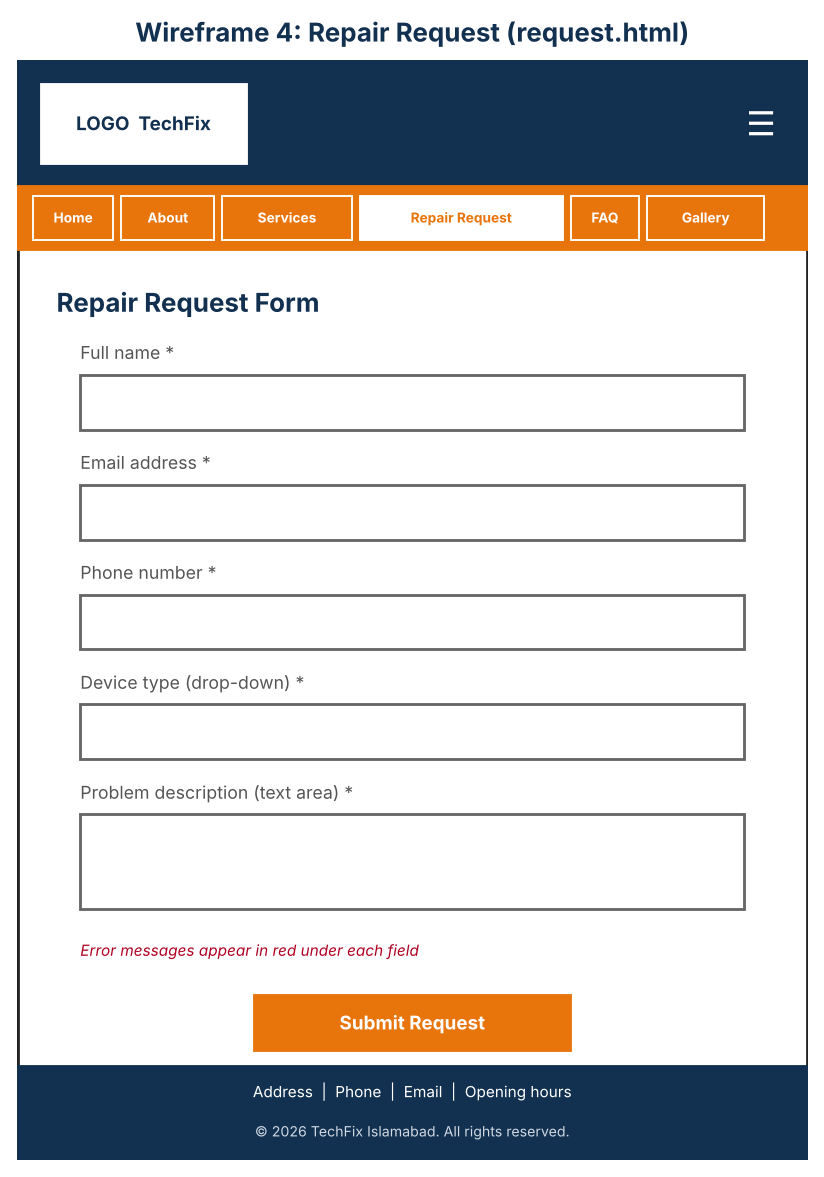 Wireframe 4: Repair Request (request.html)
LOGO TechFix
Home About Services Repair Request FAQ Gallery
Repair Request Form
Full name *
Email address *
Phone number *
Device type (drop-down) *
Problem description (text area) *
Error messages appear in red under each field
Submit Request
Address | Phone | Email | Opening hours
© 2026 TechFix Islamabad. All rights reserved.